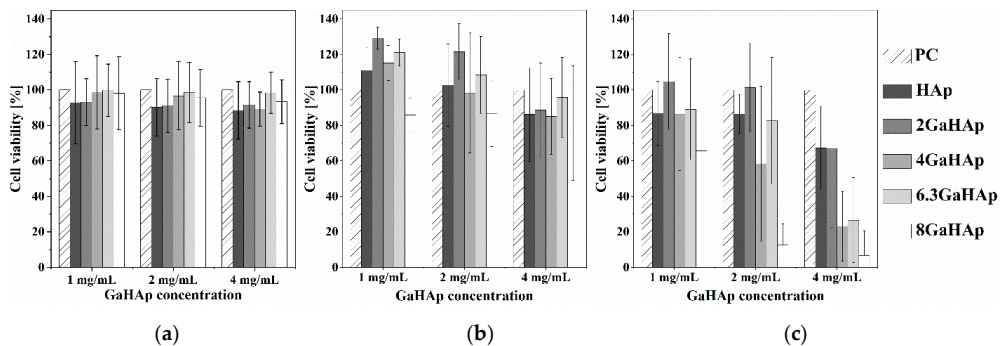 140
120
100
80
60
40
20
0
Cell viability [%]
1 mg/mL 2 mg/mL 4 mg/mL
GaHAp concentration
(a)
140
120
100
80
60
40
20
0
Cell viability [%]
1 mg/mL 2 mg/mL 4 mg/mL
GaHAp concentration
(b)
140
120
100
80
60
40
20
0
Cell viability [%]
1 mg/mL 2 mg/mL 4 mg/mL
GaHAp concentration
(c)
PC
HAp
2GaHAp
4GaHAp
6.3GaHAp
8GaHAp